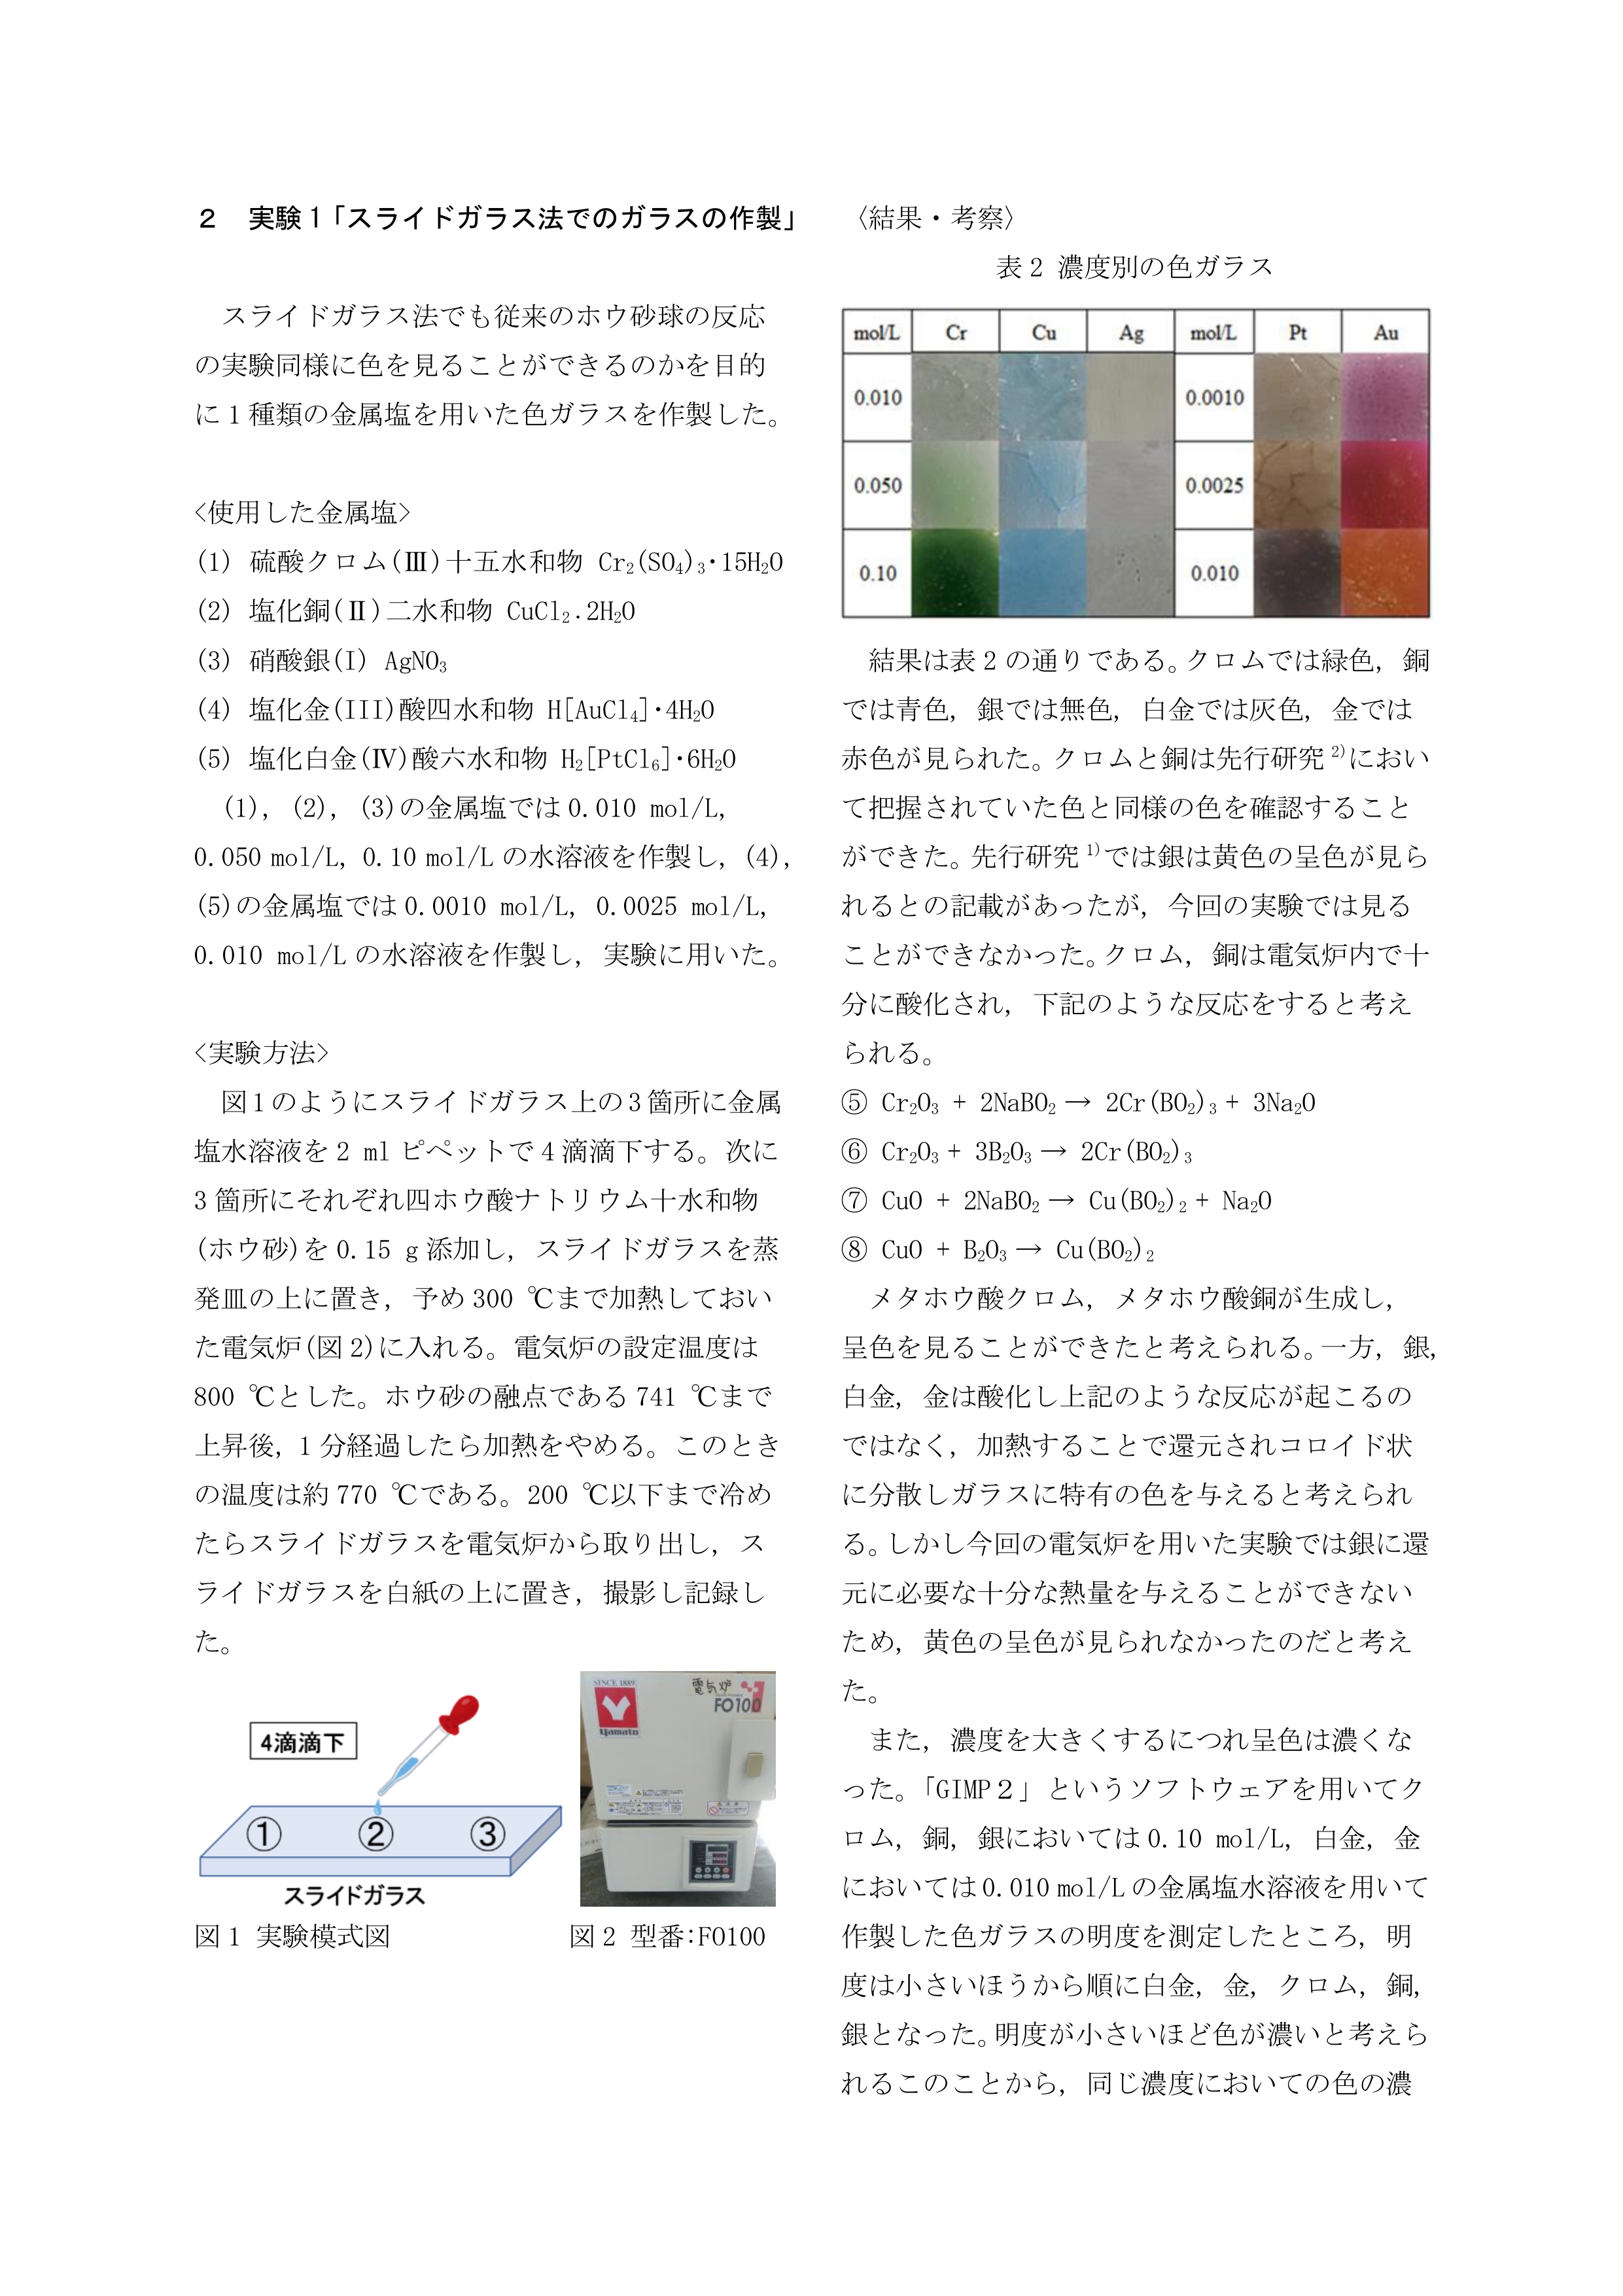 2 実験1「スライドガラス法でのガラスの作製」
スライドガラス法でも従来のホウ砂球の反応
の実験同様に色を見ることができるのかを目的
に1種類の金属塩を用いた色ガラスを作製した。
<使用した金属塩>
(1) 硫酸クロム(Ⅲ)十五水和物 Cr₂(SO₄)₃・15H₂O
(2) 塩化銅(Ⅱ)二水和物 CuCl₂.2H₂O
(3) 硝酸銀(I) AgNO₃
(4) 塩化金(III)酸四水和物 H[AuCl₄]・4H₂O
(5) 塩化白金(Ⅳ)酸六水和物 H₂[PtCl₆]・6H₂O
(1), (2), (3)の金属塩では 0.010 mol/L,
0.050 mol/L, 0.10 mol/L の水溶液を作製し, (4),
(5)の金属塩では 0.0010 mol/L, 0.0025 mol/L,
0.010 mol/L の水溶液を作製し, 実験に用いた。
<実験方法>
図1のようにスライドガラス上の3箇所に金属
塩水溶液を 2 ml ピペットで4滴滴下する。次に
3箇所にそれぞれ四ホウ酸ナトリウム十水和物
(ホウ砂)を 0.15 g 添加し, スライドガラスを蒸
発皿の上に置き, 予め 300 ℃まで加熱しておい
た電気炉(図2)に入れる。電気炉の設定温度は
800 ℃とした。ホウ砂の融点である 741 ℃まで
上昇後, 1分経過したら加熱をやめる。このとき
の温度は約 770 ℃である。200 ℃以下まで冷め
たらスライドガラスを電気炉から取り出し, ス
ライドガラスを白紙の上に置き, 撮影し記録し
た。
4滴滴下
① ② ③
スライドガラス
SINCE 1889
Yamato
電気炉
FO100
図1 実験模式図
図2 型番:FO100
〈結果・考察〉
表2 濃度別の色ガラス
mol/L Cr Cu Ag mol/L Pt Au
0.010 0.0010
0.050 0.0025
0.10 0.010
結果は表2の通りである。クロムでは緑色, 銅
では青色, 銀では無色, 白金では灰色, 金では
赤色が見られた。クロムと銅は先行研究²⁾におい
て把握されていた色と同様の色を確認すること
ができた。先行研究¹⁾では銀は黄色の呈色が見ら
れるとの記載があったが, 今回の実験では見る
ことができなかった。クロム, 銅は電気炉内で十
分に酸化され, 下記のような反応をすると考え
られる。
⑤ Cr₂O₃ + 2NaBO₂ → 2Cr(BO₂)₃ + 3Na₂O
⑥ Cr₂O₃ + 3B₂O₃ → 2Cr(BO₂)₃
⑦ CuO + 2NaBO₂ → Cu(BO₂)₂ + Na₂O
⑧ CuO + B₂O₃ → Cu(BO₂)₂
メタホウ酸クロム, メタホウ酸銅が生成し,
呈色を見ることができたと考えられる。一方, 銀,
白金, 金は酸化し上記のような反応が起こるの
ではなく, 加熱することで還元されコロイド状
に分散しガラスに特有の色を与えると考えられ
る。しかし今回の電気炉を用いた実験では銀に還
元に必要な十分な熱量を与えることができない
ため, 黄色の呈色が見られなかったのだと考え
た。
また, 濃度を大きくするにつれ呈色は濃くな
った。「GIMP2」というソフトウェアを用いてク
ロム, 銅, 銀においては 0.10 mol/L, 白金, 金
においては 0.010 mol/L の金属塩水溶液を用いて
作製した色ガラスの明度を測定したところ, 明
度は小さいほうから順に白金, 金, クロム, 銅,
銀となった。明度が小さいほど色が濃いと考えら
れるこのことから, 同じ濃度においての色の濃